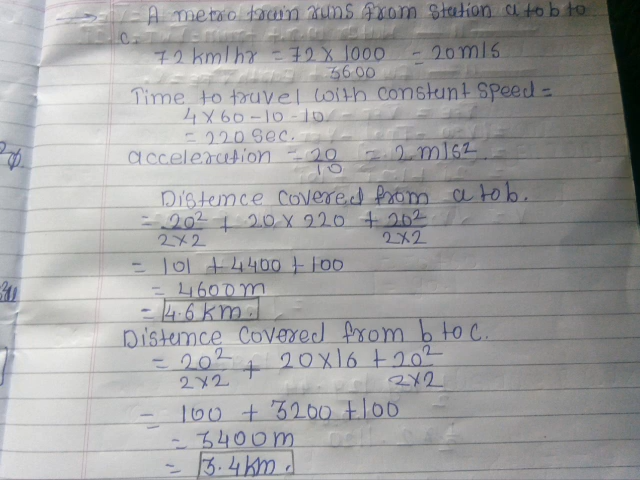 → A metro train runs from station a to b to
c.
72 km/hr = 72 × 1000 / 3600 = 20 m/s
Time to travel with constant speed =
4 × 60 - 10 - 10
= 220 sec.
acceleration = 20 / 10 = 2 m/s2
Distence covered from a to b.
= 20² / 2×2 + 20 × 220 + 20² / 2×2
= 101 + 4400 + 100
= 4600m
= 4.6 km.
Distence covered from b to c.
= 20² / 2×2 + 20×16 + 20² / 2×2
= 100 + 3200 + 100
= 3400m
= 3.4 km.